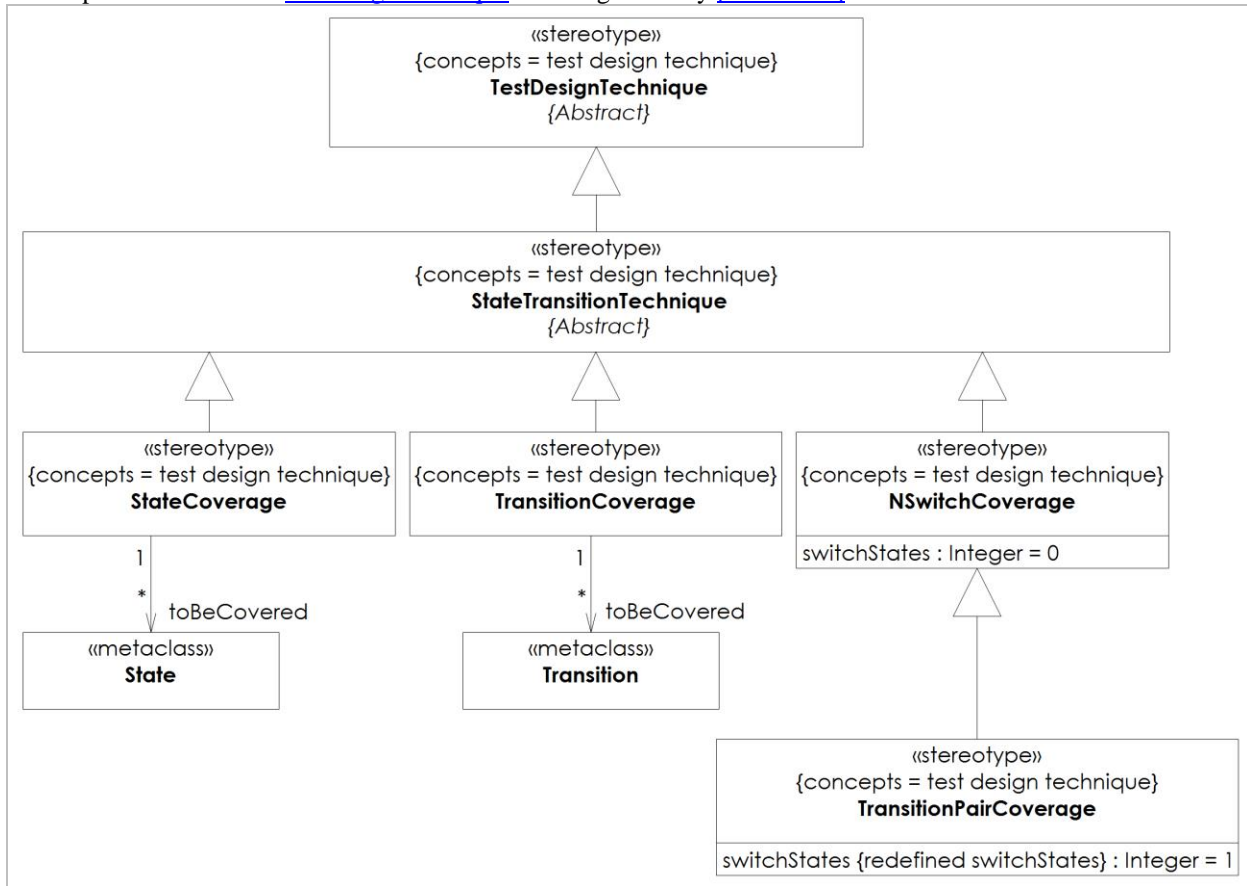 «stereotype»
{concepts = test design technique}
TestDesignTechnique
{Abstract}
«stereotype»
{concepts = test design technique}
StateTransitionTechnique
{Abstract}
«stereotype»
{concepts = test design technique}
StateCoverage
«stereotype»
{concepts = test design technique}
TransitionCoverage
«stereotype»
{concepts = test design technique}
NSwitchCoverage
switchStates : Integer = 0
1
*
toBeCovered
1
*
toBeCovered
«metaclass»
State
«metaclass»
Transition
«stereotype»
{concepts = test design technique}
TransitionPairCoverage
switchStates {redefined switchStates} : Integer = 1